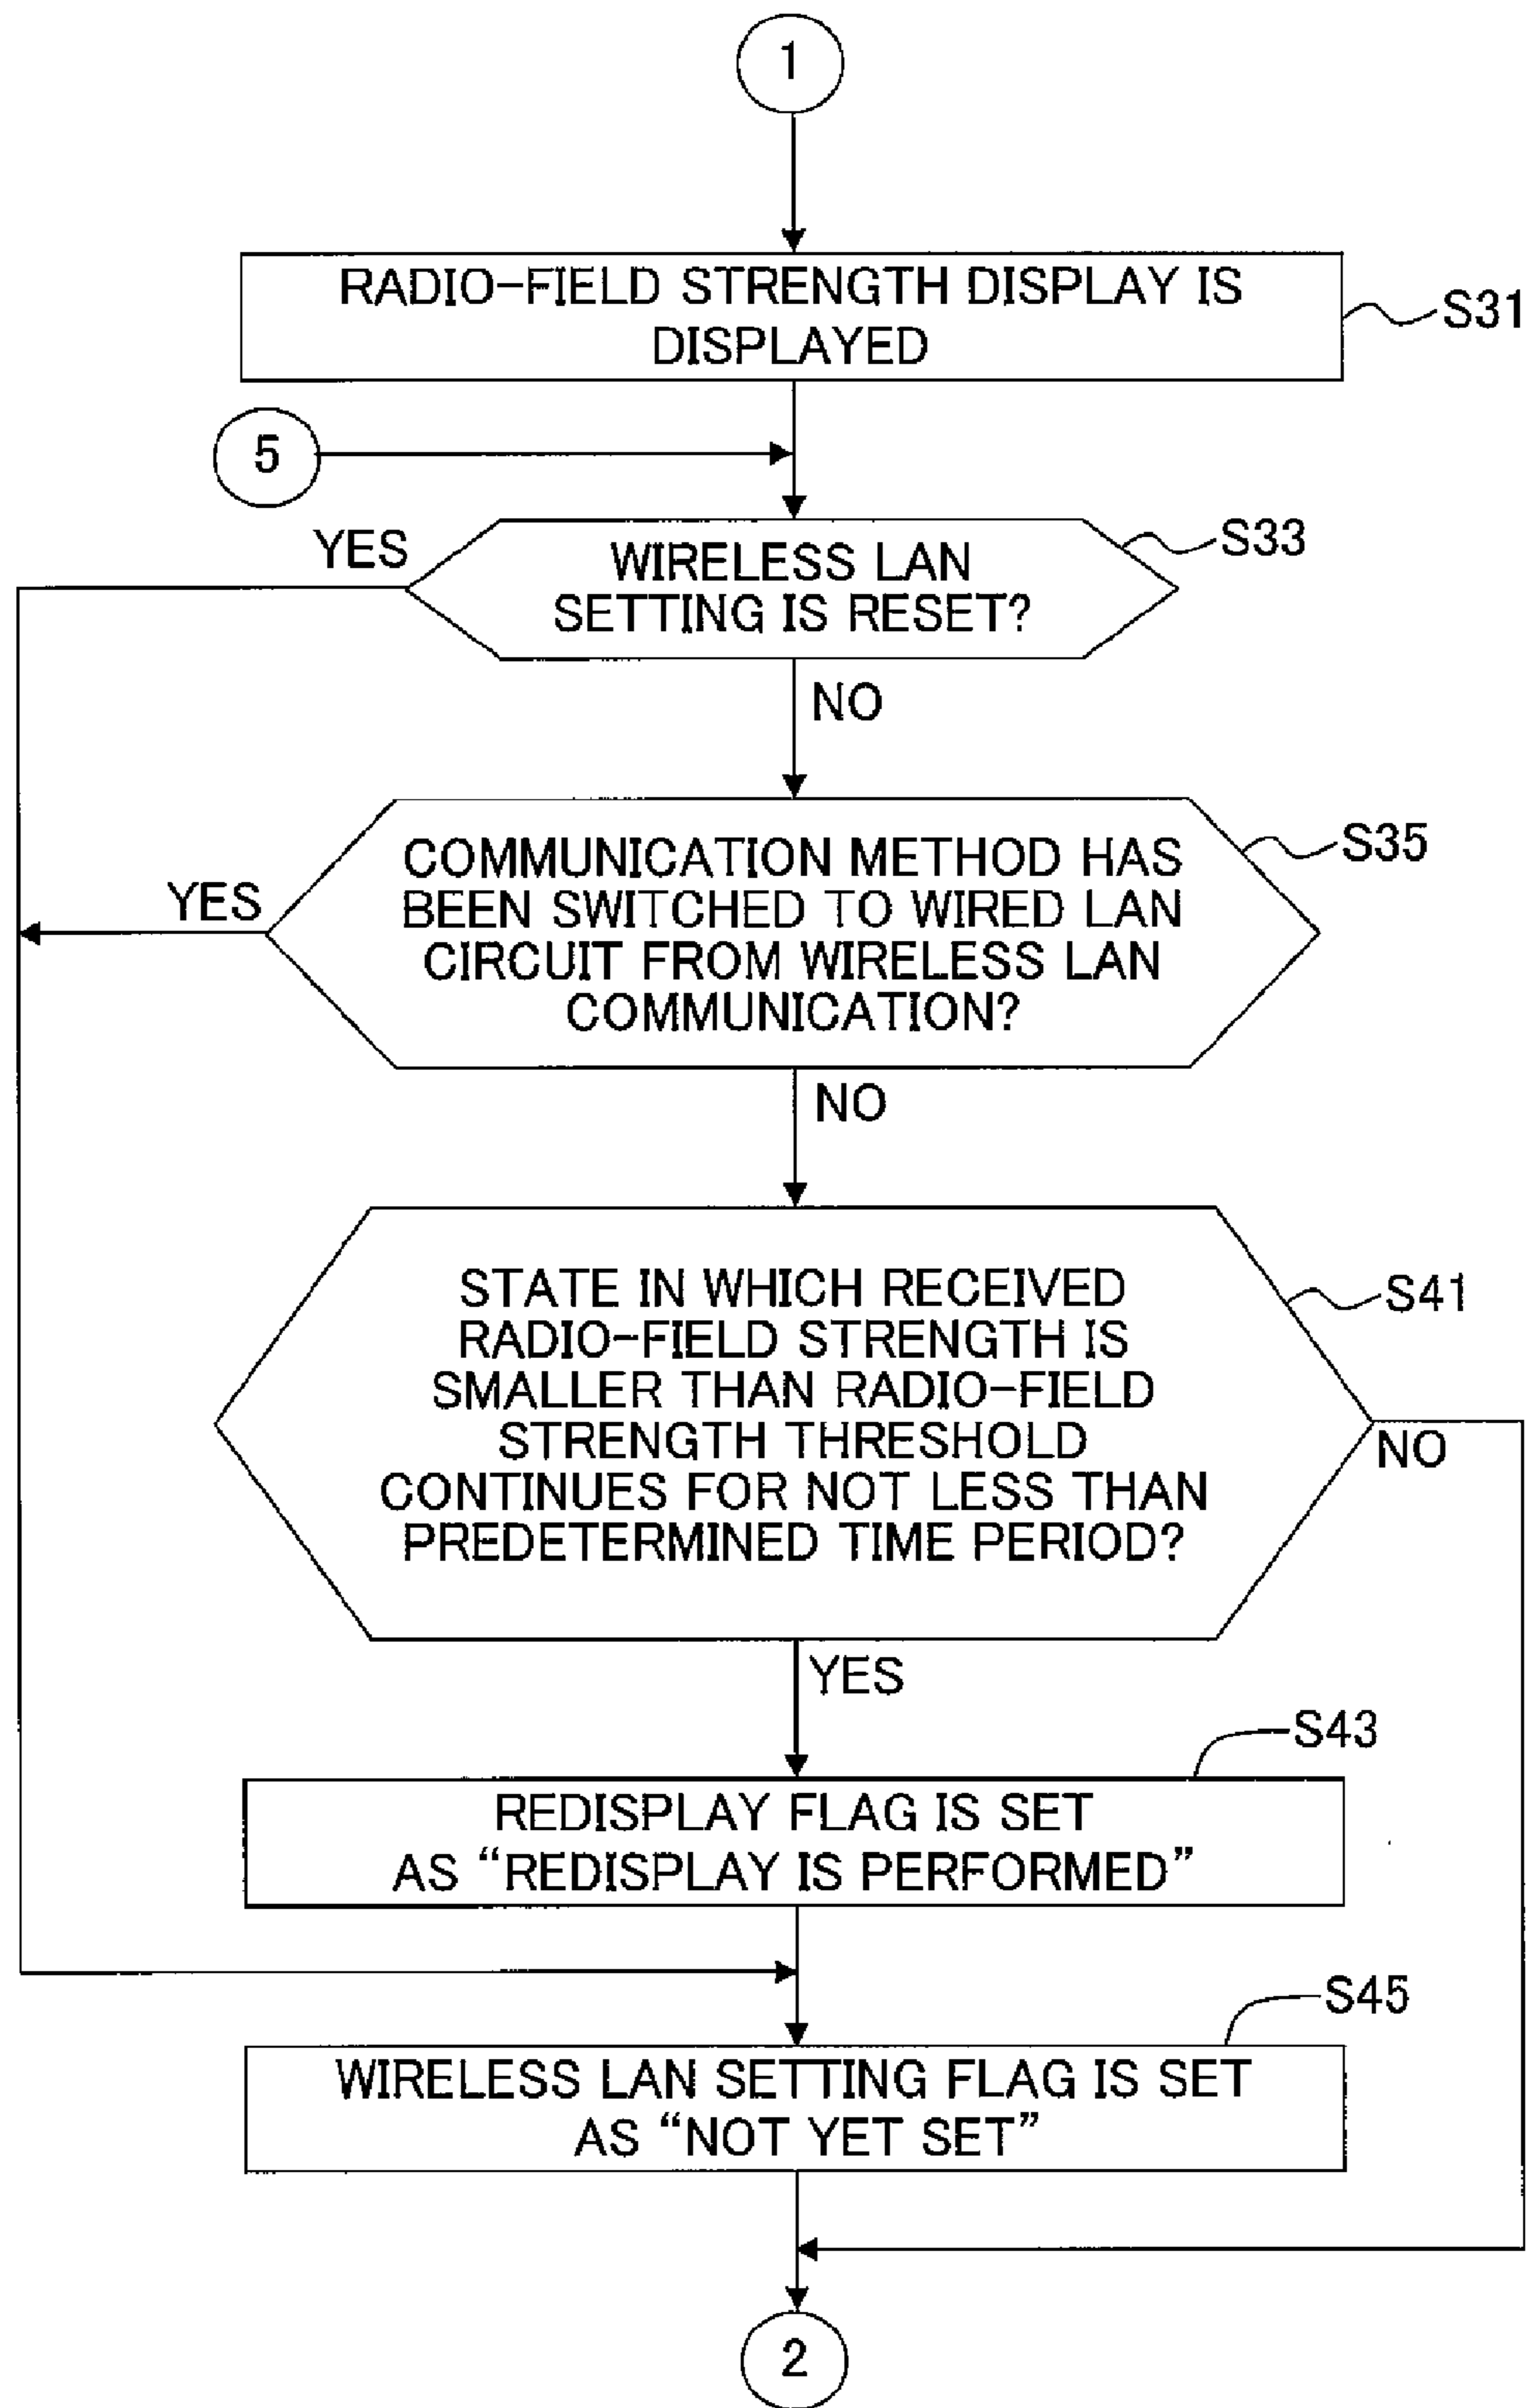 1
RADIO-FIELD STRENGTH DISPLAY IS
DISPLAYED
S31
5
YES
WIRELESS LAN
SETTING IS RESET?
S33
NO
COMMUNICATION METHOD HAS
BEEN SWITCHED TO WIRED LAN
CIRCUIT FROM WIRELESS LAN
COMMUNICATION?
S35
YES
NO
STATE IN WHICH RECEIVED
RADIO-FIELD STRENGTH IS
SMALLER THAN RADIO-FIELD
STRENGTH THRESHOLD
CONTINUES FOR NOT LESS THAN
PREDETERMINED TIME PERIOD?
S41
NO
YES
S43
REDISPLAY FLAG IS SET
AS “REDISPLAY IS PERFORMED”
S45
WIRELESS LAN SETTING FLAG IS SET
AS “NOT YET SET”
2